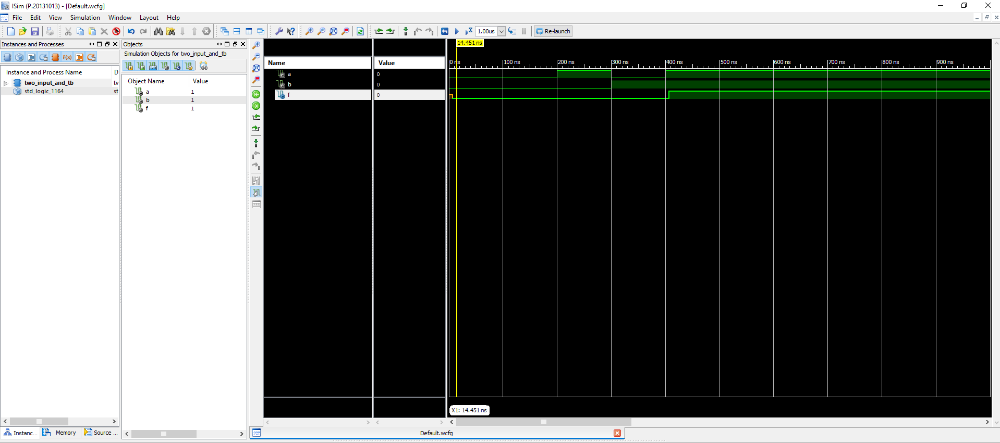 ISim (P.20131013) - [Default.wcfg]
File Edit View Simulation Window Layout Help
1.00us Re-launch
Instances and Processes
Instance and Process Name D
two_input_and_tb tv
std_logic_1164 st
Instanc... Memory Source ...
Objects
Simulation Objects for two_input_and_tb
Object Name Value
a 1
b 1
f 1
Name Value
a 0
b 0
f 0
14.451 ns
0 ns 100 ns 200 ns 300 ns 400 ns 500 ns 600 ns 700 ns 800 ns 900 ns
X1: 14.451 ns
Default.wcfg